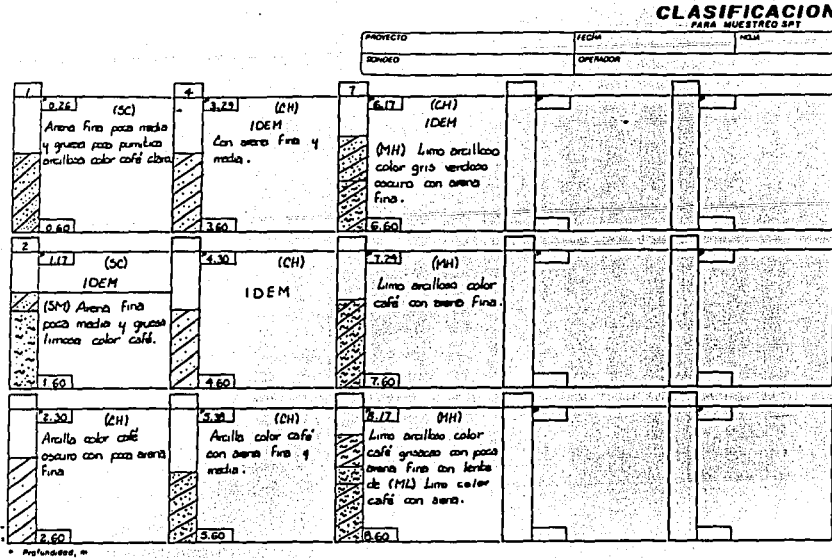 CLASIFICACION
PARA MUESTREO SPT
PROYECTO
FECHA
HOJA
SONDEO
OPERADOR
1
0.26 (SC)
Arena fina poca media
y gruesa poco pumitica
arcillosa color café claro
0.60
4
3.29 (CH)
IDEM
Con arena fina y
media.
3.60
7
6.17 (CH)
IDEM
(MH) Limo arcilloso
color gris verdoso
oscuro con arena
fina.
6.60
2
1.17 (SC)
IDEM
(SM) Arena fina
poca media y gruesa
limosa color café.
1.60
4.30 (CH)
IDEM
4.60
7.29 (MH)
Limo arcilloso color
café con arena fina.
7.60
2.30 (CH)
Arcilla color café
oscuro con poca arena
fina
2.60
5.38 (CH)
Arcilla color café
con arena fina y
media.
5.60
8.17 (MH)
Limo arcilloso color
café grisaceo con poca
arena fina con lente
de (ML) Limo color
café con arena.
8.60
* Profundidad, m